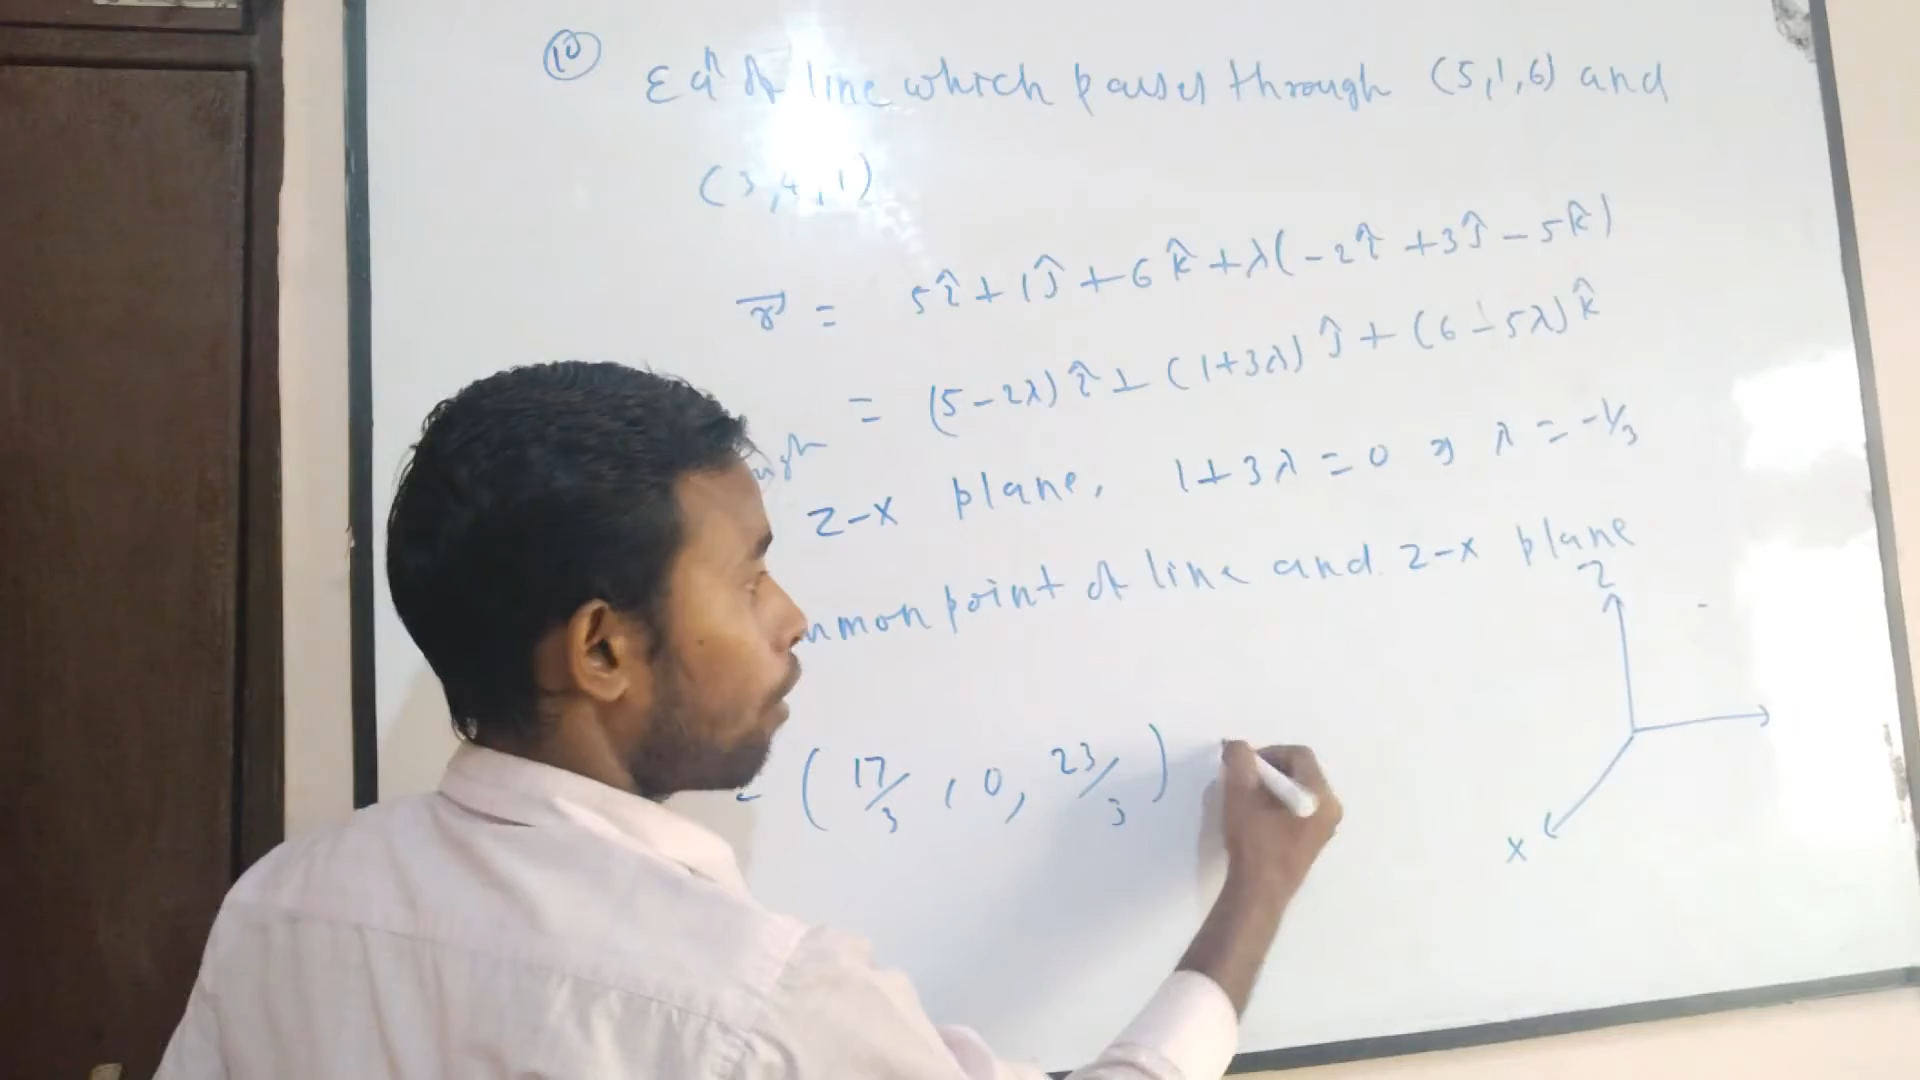 10
Eqn of line which passes through (5,1,6) and
(3,4,1)
r⃗ = 5î + 1ĵ + 6k̂ + λ(-2î + 3ĵ - 5k̂)
= (5-2λ)î + (1+3λ)ĵ + (6-5λ)k̂
ugh
z-x plane, 1+3λ=0 ⇒ λ = -1/3
mmon point of line and z-x plane
z
(17/3, 0, 23/3)
x